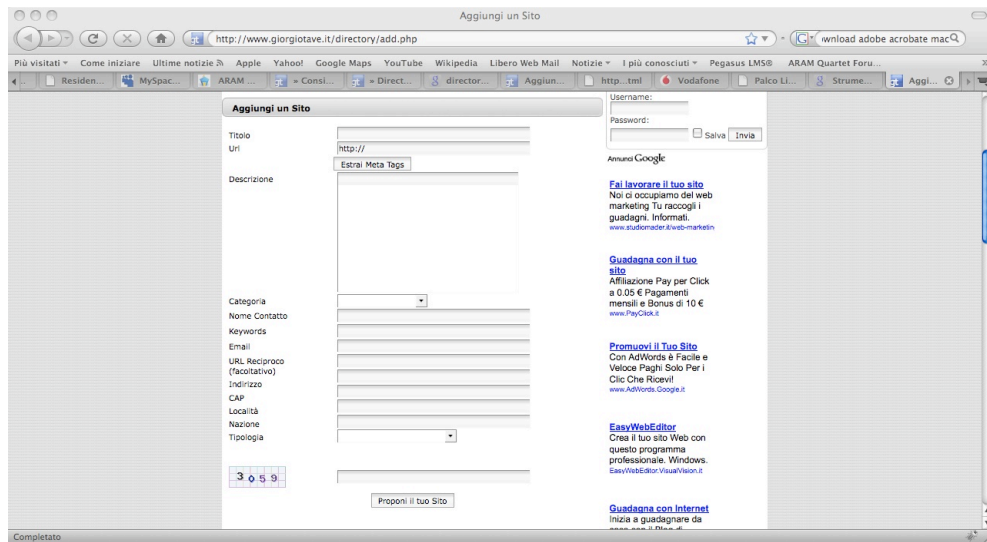 Aggiungi un Sito
http://www.giorgiotave.it/directory/add.php
wnload adobe acrobate mac
Più visitati Come iniziare Ultime notizie Apple Yahoo! Google Maps YouTube Wikipedia Libero Web Mail Notizie I più conosciuti Pegasus LMS® ARAM Quartet Foru...
Residen... MySpac... ARAM ... = Consi... = Direct... director... Aggiun... http...tml Vodafone Palco Li... Strume... Aggi...
Aggiungi un Sito
Titolo
Url
http://
Estrai Meta Tags
Descrizione
Categoria
Nome Contatto
Keywords
Email
URL Reciproco
(facoltativo)
Indirizzo
CAP
Località
Nazione
Tipologia
3 0 5 9
Proponi il tuo Sito
Username:
Password:
Salva Invia
Annunci Google
Fai lavorare il tuo sito
Noi ci occupiamo del web
marketing Tu raccogli i
guadagni. Informati.
www.studiomader.it/web-marketin
Guadagna con il tuo
sito
Affiliazione Pay per Click
a 0.05 € Pagamenti
mensili e Bonus di 10 €
www.PayClick.it
Promuovi il Tuo Sito
Con AdWords è Facile e
Veloce Paghi Solo Per i
Clic Che Ricevi!
www.AdWords.Google.it
EasyWebEditor
Crea il tuo sito Web con
questo programma
professionale. Windows.
EasyWebEditor.VisualVision.it
Guadagna con Internet
Inizia a guadagnare da
Completato